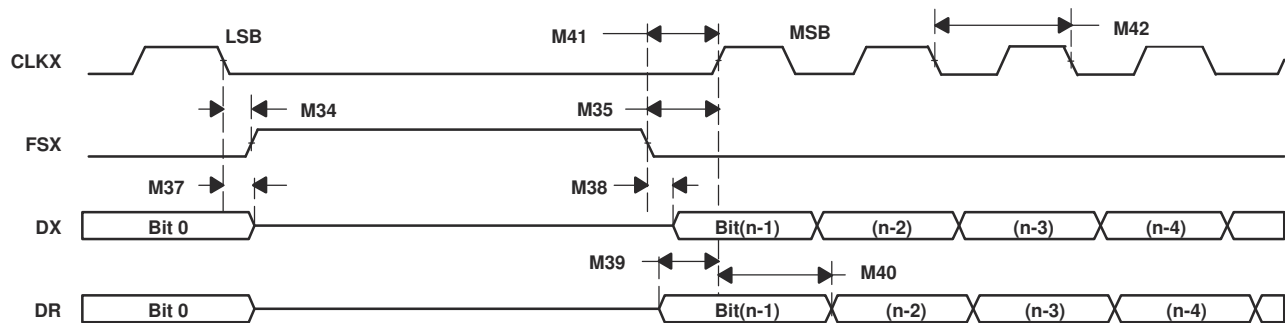 LSB M41 MSB M42
CLKX
M34 M35
FSX
M37 M38
DX Bit 0 Bit(n-1) (n-2) (n-3) (n-4)
M39 M40
DR Bit 0 Bit(n-1) (n-2) (n-3) (n-4)